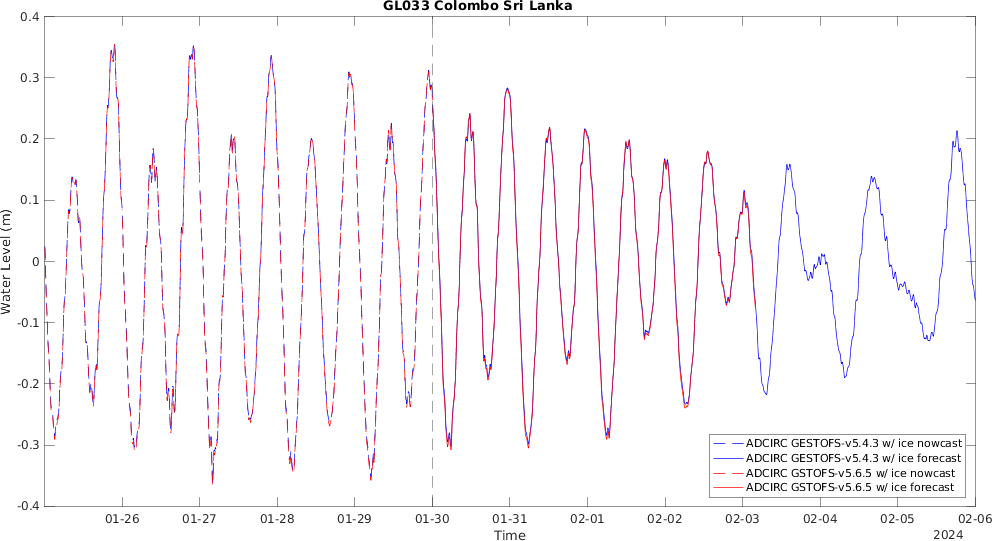 GL033 Colombo Sri Lanka
Water Level (m)
0.4
0.3
0.2
0.1
0
-0.1
-0.2
-0.3
-0.4
01-26 01-27 01-28 01-29 01-30 01-31 02-01 02-02 02-03 02-04 02-05 02-06
Time
2024
ADCIRC GESTOFS-v5.4.3 w/ ice nowcast
ADCIRC GESTOFS-v5.4.3 w/ ice forecast
ADCIRC GSTOFS-v5.6.5 w/ ice nowcast
ADCIRC GSTOFS-v5.6.5 w/ ice forecast